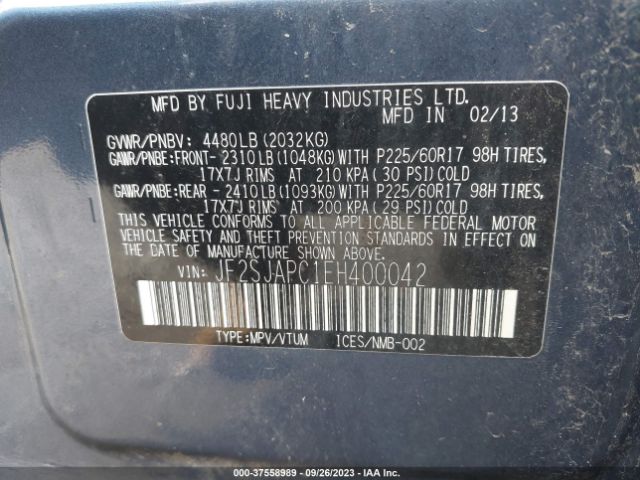 MFD BY FUJI HEAVY INDUSTRIES LTD.
MFD IN 02/13
GVWR/PNBV: 4480LB (2032KG)
GAWR/PNBE:FRONT- 2310LB (1048KG) WITH P225/60R17 98H TIRES,
17X7J RIMS AT 210 KPA (30 PSI) COLD
GAWR/PNBE:REAR - 2410LB (1093KG) WITH P225/60R17 98H TIRES,
17X7J RIMS AT 200 KPA (29 PSI) COLD
THIS VEHICLE CONFORMS TO ALL APPLICABLE FEDERAL MOTOR
VEHICLE SAFETY AND THEFT PREVENTION STANDARDS IN EFFECT ON
THE DATE OF MANUFACTURE SHOWN ABOVE.
VIN: JF2SJAPC1EH400042
TYPE:MPV/VTUM ICES/NMB-002
000-37558989 - 09/26/2023 - IAA Inc.